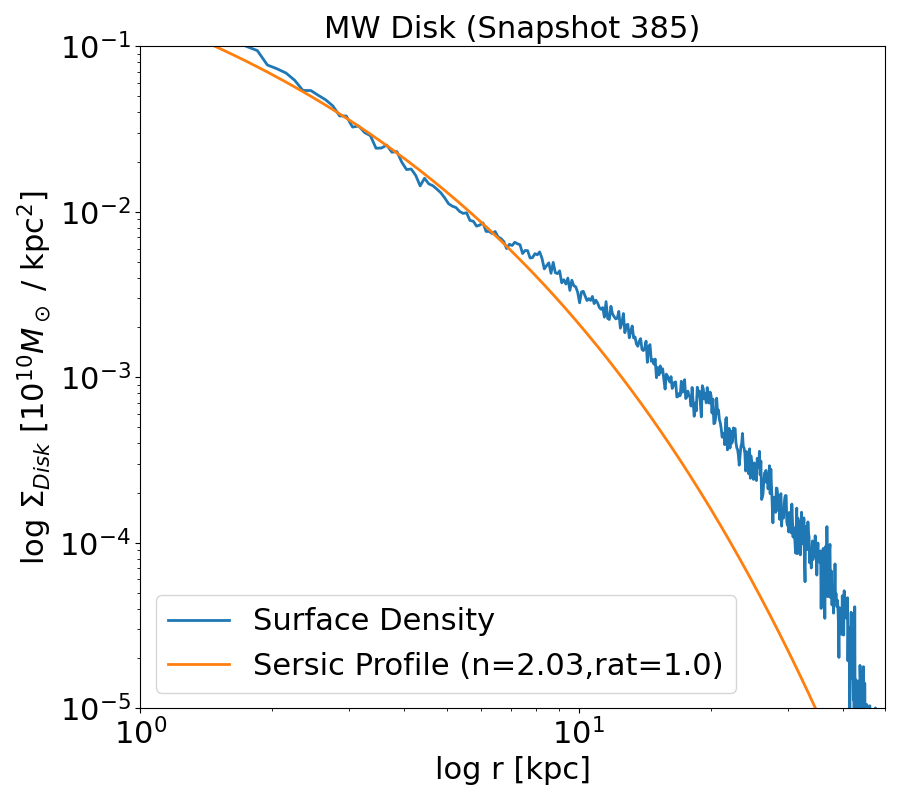 MW Disk (Snapshot 385)
10⁻¹
10⁻²
10⁻³
10⁻⁴
10⁻⁵
log Σ_Disk [10¹⁰M_⊙ / kpc²]
Surface Density
Sersic Profile (n=2.03,rat=1.0)
10⁰
10¹
log r [kpc]